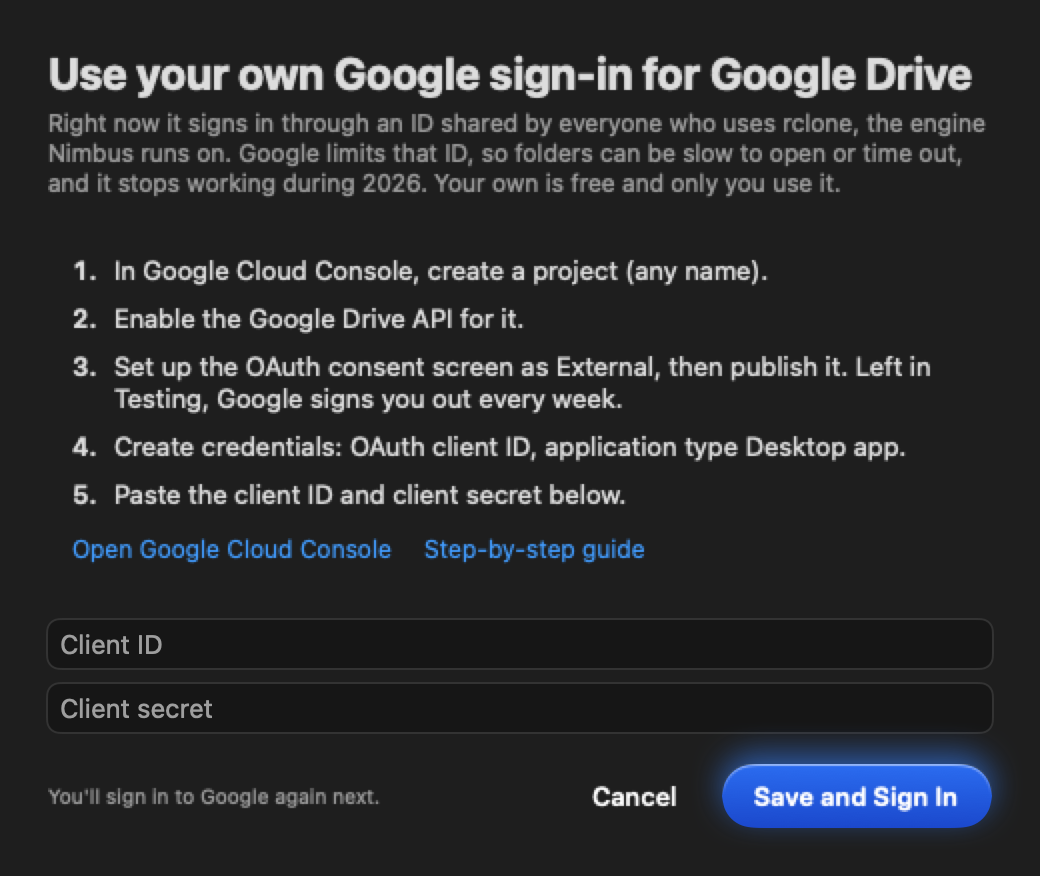 Use your own Google sign-in for Google Drive
Right now it signs in through an ID shared by everyone who uses rclone, the engine
Nimbus runs on. Google limits that ID, so folders can be slow to open or time out,
and it stops working during 2026. Your own is free and only you use it.
1. In Google Cloud Console, create a project (any name).
2. Enable the Google Drive API for it.
3. Set up the OAuth consent screen as External, then publish it. Left in
Testing, Google signs you out every week.
4. Create credentials: OAuth client ID, application type Desktop app.
5. Paste the client ID and client secret below.
Open Google Cloud Console Step-by-step guide
Client ID
Client secret
You'll sign in to Google again next. Cancel Save and Sign In